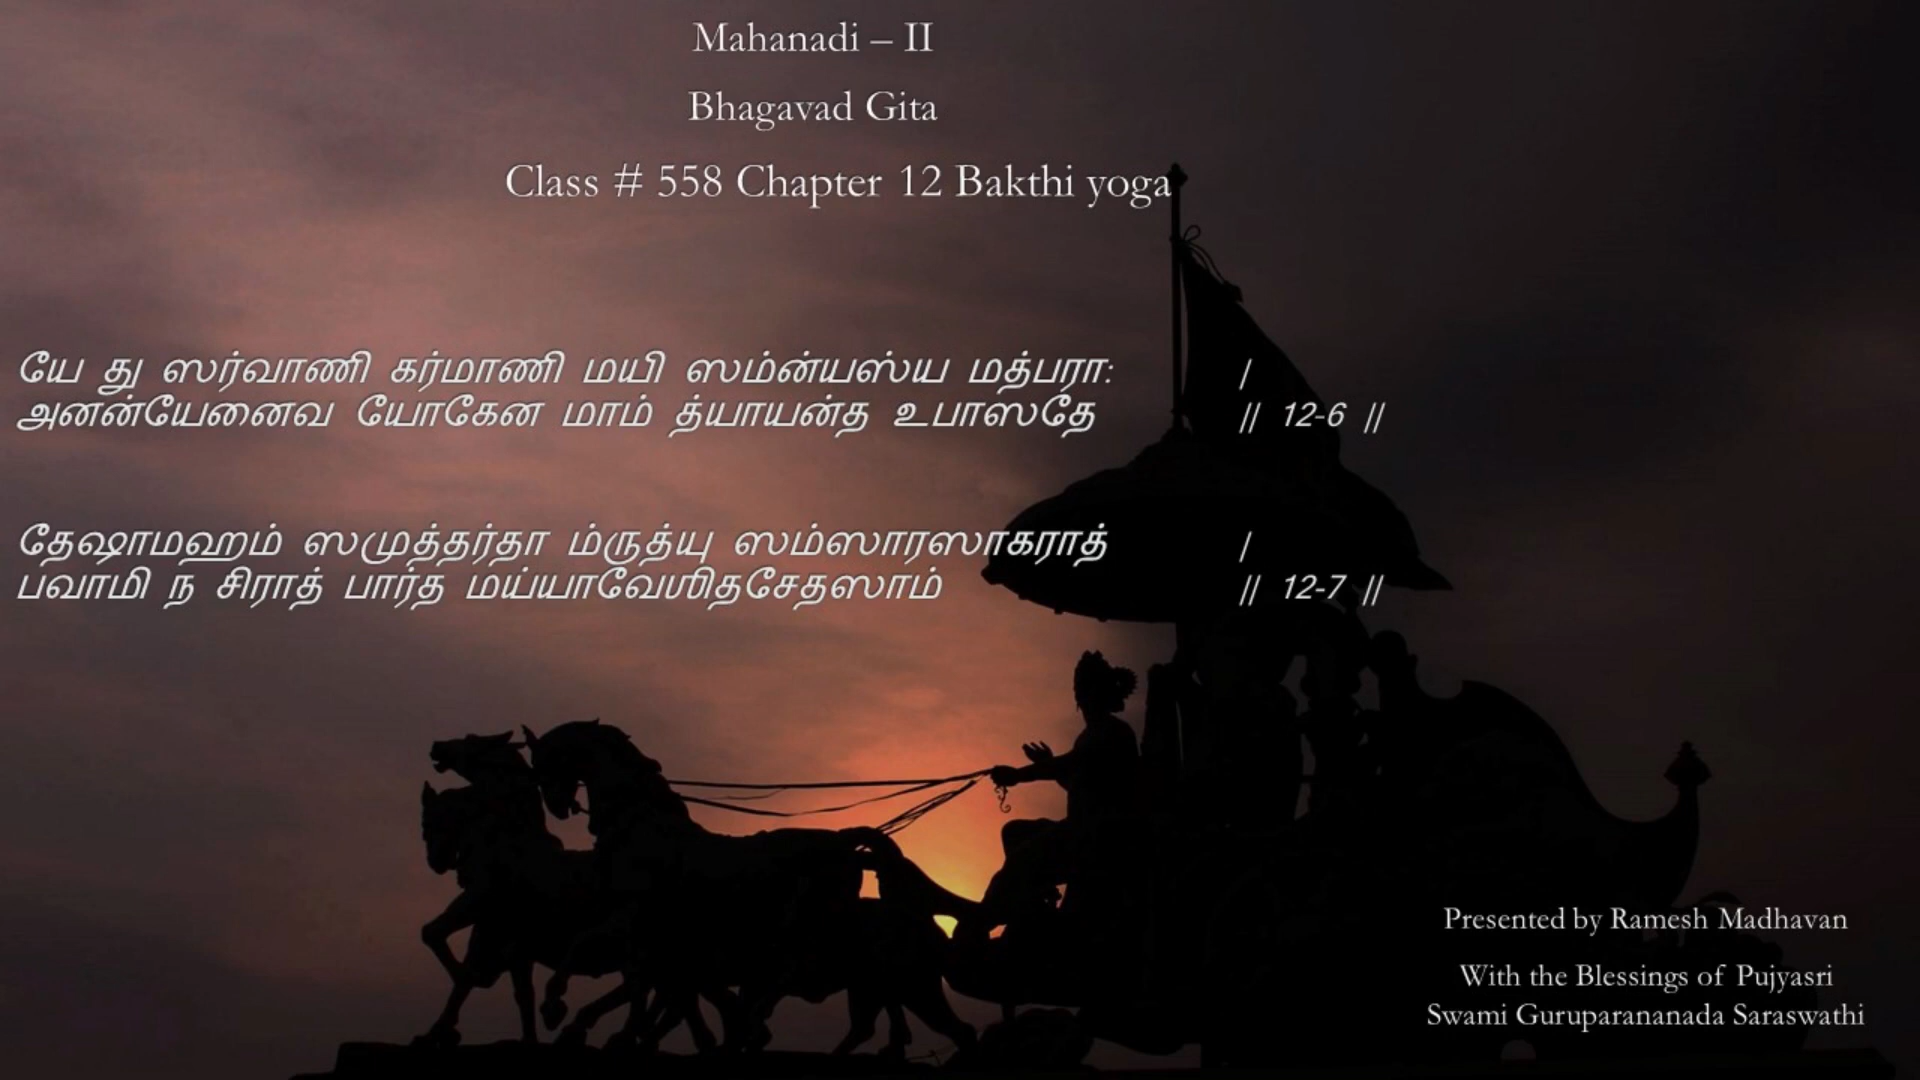 Mahanadi – II
Bhagavad Gita
Class # 558 Chapter 12 Bakthi yoga
யே து ஸர்வாணி கர்மாணி மயி ஸம்ன்யஸ்ய மத்பரா: |
அனன்யேனைவ யோகேன மாம் த்யாயன்த உபாஸதே || 12-6 ||
தேஷாமஹம் ஸமுத்தர்தா ம்ருத்யு ஸம்ஸாரஸாகராத் |
பவாமி ந சிராத் பார்த மய்யாவேஶிதசேதஸாம் || 12-7 ||
Presented by Ramesh Madhavan
With the Blessings of Pujyasri
Swami Guruparananada Saraswathi